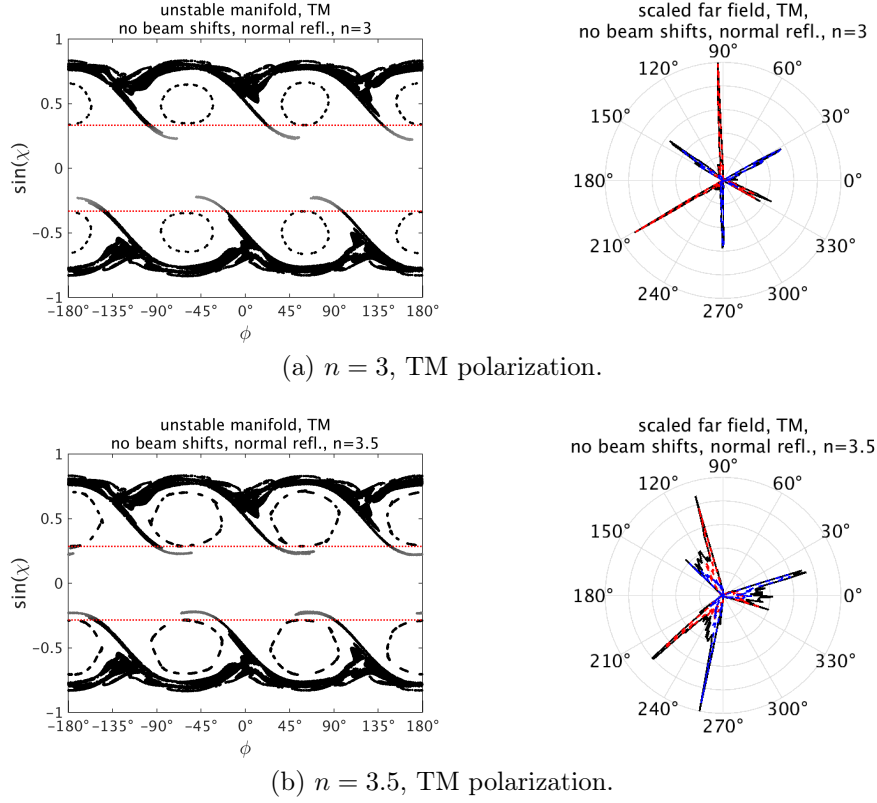 unstable manifold, TM
no beam shifts, normal refl., n=3
1
0.5
0
−0.5
−1
sin(χ)
−180° −135° −90° −45° 0° 45° 90° 135° 180°
ϕ
scaled far field, TM,
no beam shifts, normal refl., n=3
90°
120° 60°
150° 30°
180° 0°
210° 330°
240° 300°
270°
(a) n = 3, TM polarization.
unstable manifold, TM
no beam shifts, normal refl., n=3.5
1
0.5
0
−0.5
−1
sin(χ)
−180° −135° −90° −45° 0° 45° 90° 135° 180°
ϕ
scaled far field, TM,
no beam shifts, normal refl., n=3.5
90°
120° 60°
150° 30°
180° 0°
210° 330°
240° 300°
270°
(b) n = 3.5, TM polarization.